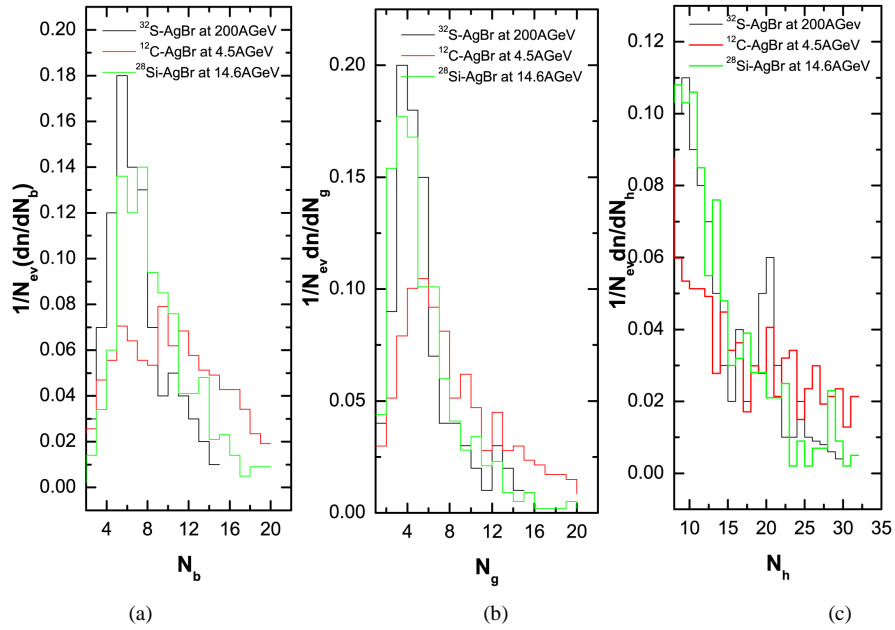 ³²S-AgBr at 200AGeV
¹²C-AgBr at 4.5AGeV
²⁸Si-AgBr at 14.6AGeV
0.20
0.18
0.16
0.14
0.12
0.10
0.08
0.06
0.04
0.02
0.00
4 8 12 16 20
1/N_ev(dn/dN_b)
N_b
(a)
³²S-AgBr at 200AGeV
¹²C-AgBr at 4.5AGeV
²⁸Si-AgBr at 14.6AGeV
0.20
0.15
0.10
0.05
0.00
4 8 12 16 20
1/N_ev dn/dN_g
N_g
(b)
³²S-AgBr at 200AGev
¹²C-AgBr at 4.5AGeV
²⁸Si-AgBr at 14.6AGeV
0.12
0.10
0.08
0.06
0.04
0.02
0.00
10 15 20 25 30 35
1/N_ev dn/dN_h
N_h
(c)